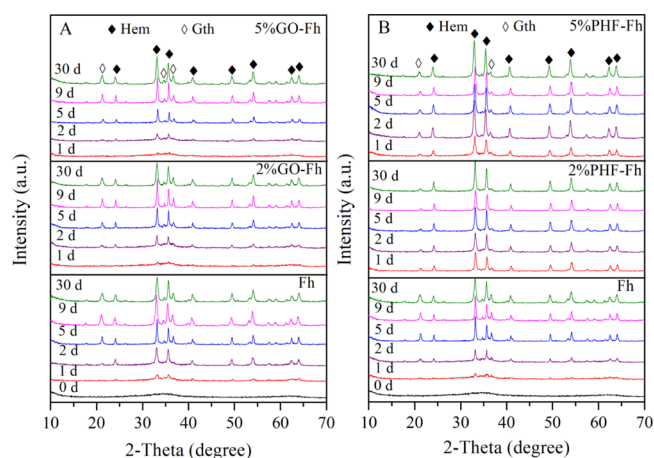 A ◆ Hem ◇ Gth 5%GO-Fh
30 d
9 d
5 d
2 d
1 d
2%GO-Fh
30 d
9 d
5 d
2 d
1 d
Fh
30 d
9 d
5 d
2 d
1 d
0 d
10 20 30 40 50 60 70
2-Theta (degree)
Intensity (a.u.)
B ◆ Hem ◇ Gth 5%PHF-Fh
30 d
9 d
5 d
2 d
1 d
2%PHF-Fh
30 d
9 d
5 d
2 d
1 d
Fh
30 d
9 d
5 d
2 d
1 d
0 d
10 20 30 40 50 60 70
2-Theta (degree)
Intensity (a.u.)